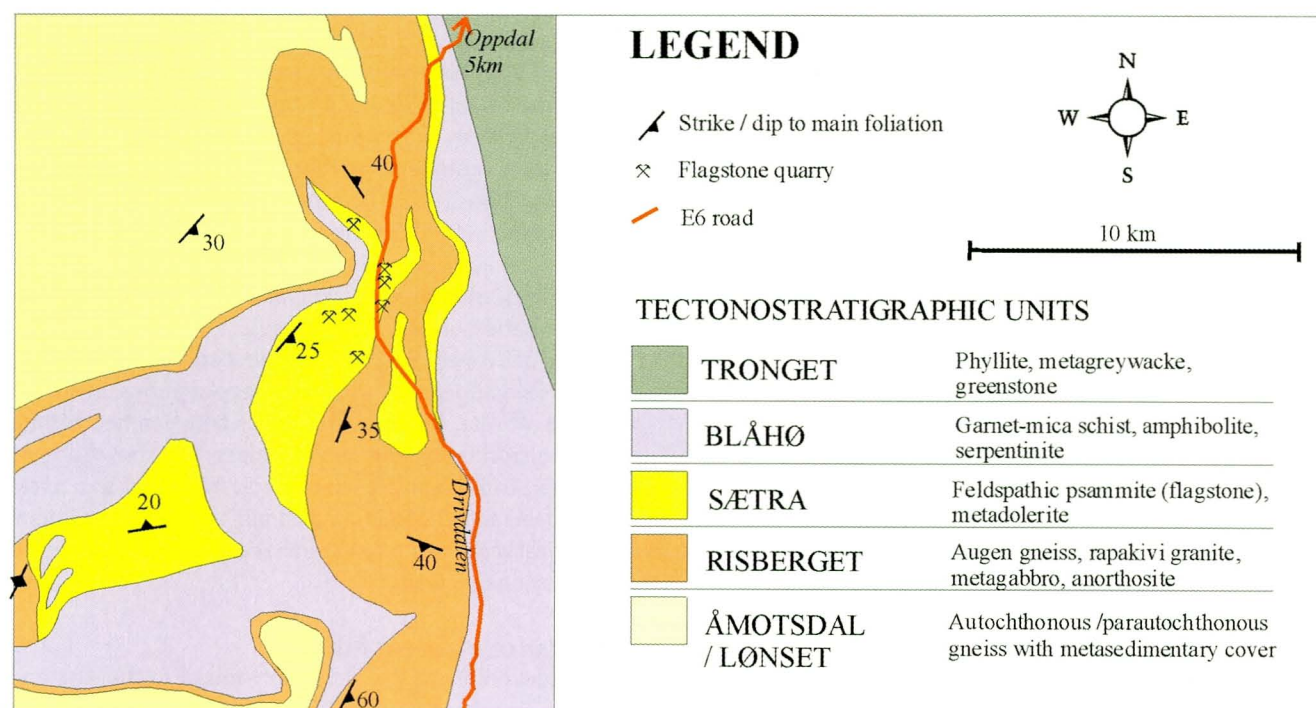 Oppdal
5km
40
30
25
35
20
40
Drivdalen
60
LEGEND
Strike / dip to main foliation
Flagstone quarry
E6 road
N
W
E
S
10 km
TECTONOSTRATIGRAPHIC UNITS
TRONGET
Phyllite, metagreywacke,
greenstone
BLÅHØ
Garnet-mica schist, amphibolite,
serpentinite
SÆTRA
Feldspathic psammite (flagstone),
metadolerite
RISBERGET
Augen gneiss, rapakivi granite,
metagabbro, anorthosite
ÅMOTSDAL
/ LØNSET
Autochthonous /parautochthonous
gneiss with metasedimentary cover